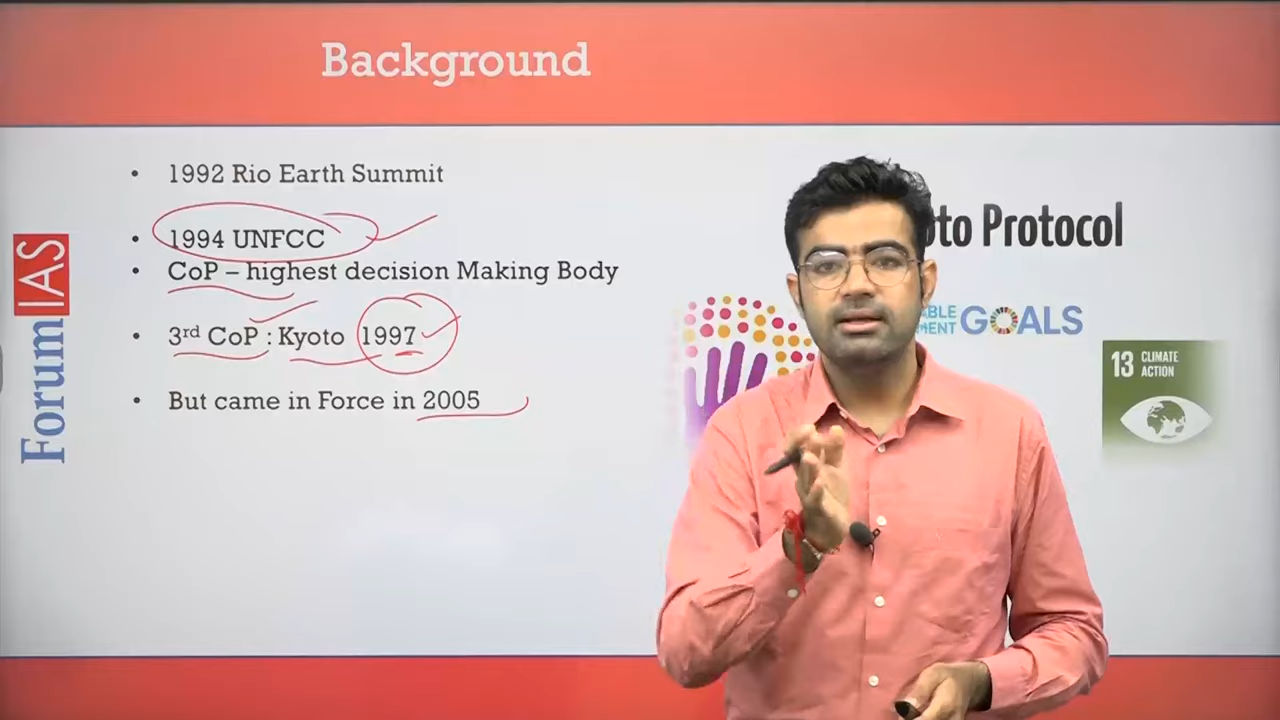 Background
1992 Rio Earth Summit
1994 UNFCC
CoP – highest decision Making Body
3rd CoP : Kyoto 1997
But came in Force in 2005
Forum IAS
Protocol
GOALS
13 CLIMATE
ACTION